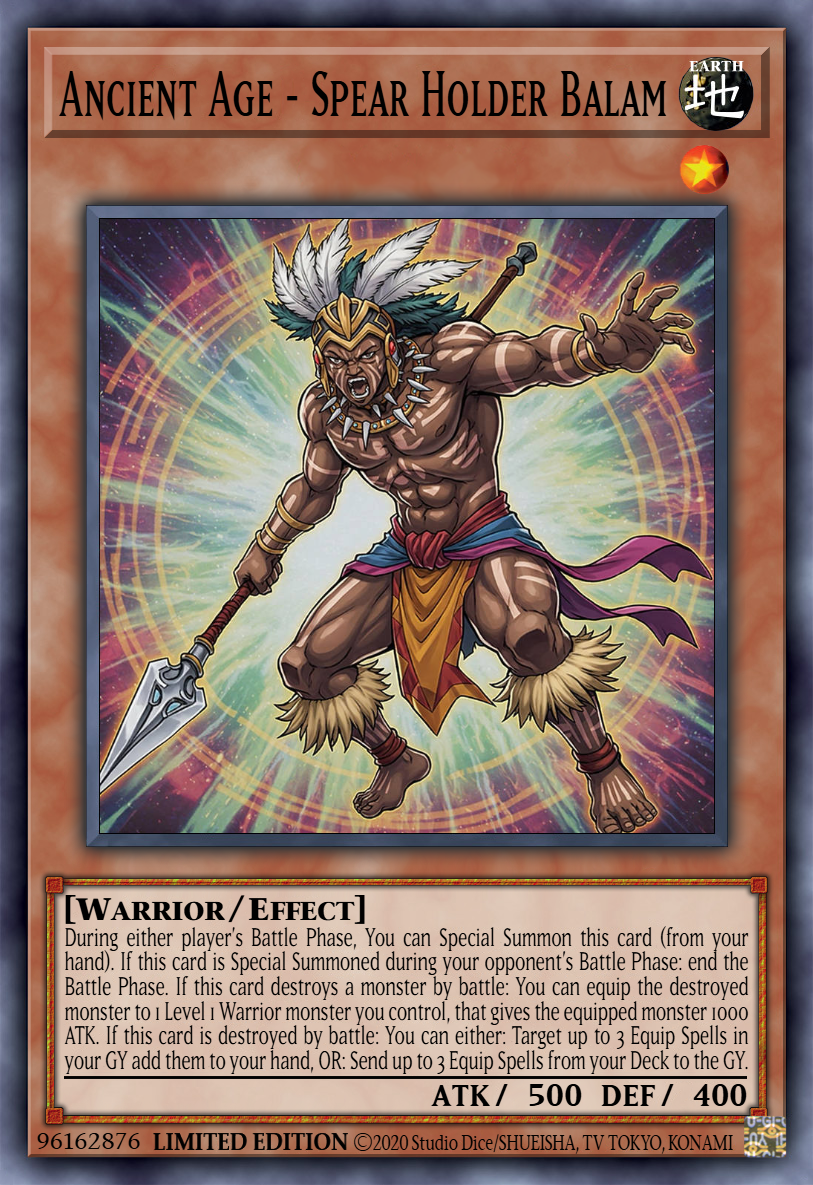 Ancient Age - Spear Holder Balam
EARTH
地
[Warrior/Effect]
During either player's Battle Phase, You can Special Summon this card (from your
hand). If this card is Special Summoned during your opponent's Battle Phase: end the
Battle Phase. If this card destroys a monster by battle: You can equip the destroyed
monster to 1 Level 1 Warrior monster you control, that gives the equipped monster 1000
ATK. If this card is destroyed by battle: You can either: Target up to 3 Equip Spells in
your GY add them to your hand, OR: Send up to 3 Equip Spells from your Deck to the GY.
ATK/ 500 DEF/ 400
96162876 LIMITED EDITION ©2020 Studio Dice/SHUEISHA, TV TOKYO, KONAMI